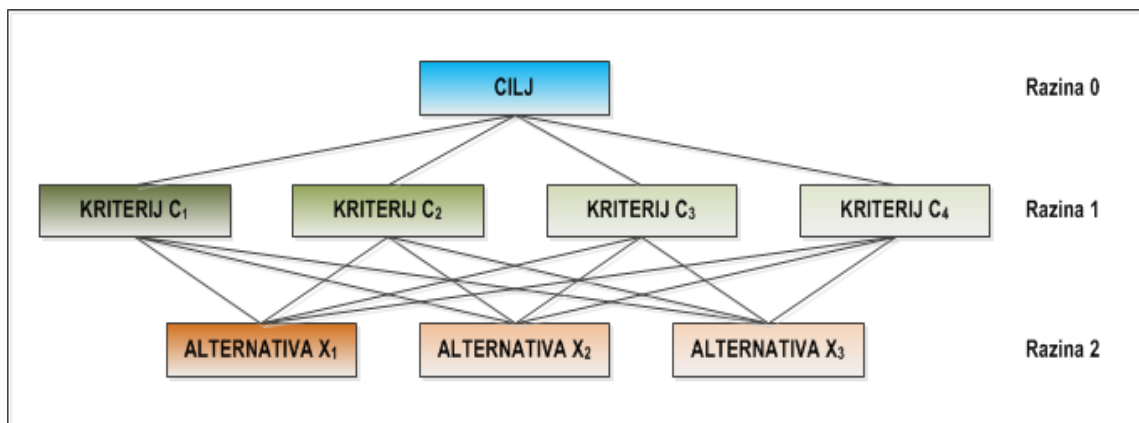 CILJ Razina 0
KRITERIJ C₁ KRITERIJ C₂ KRITERIJ C₃ KRITERIJ C₄ Razina 1
ALTERNATIVA X₁ ALTERNATIVA X₂ ALTERNATIVA X₃ Razina 2